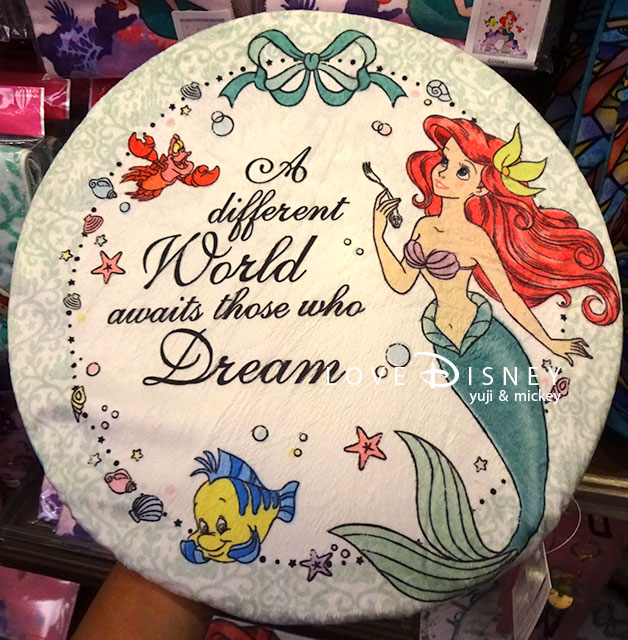 A
different
World
awaits those who
Dream
LOVE DISNEY
yuji & mickey